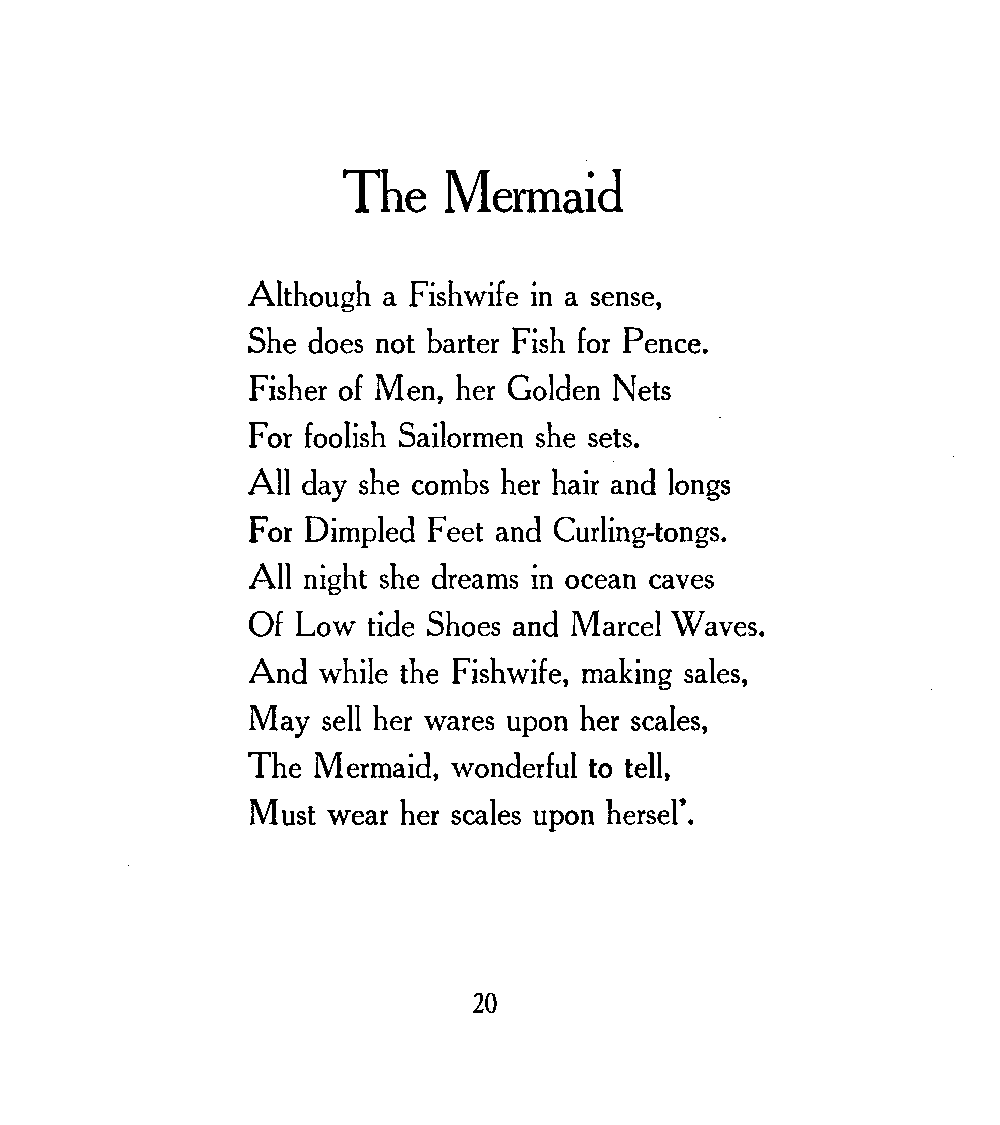 The Mermaid
Although a Fishwife in a sense,
She does not barter Fish for Pence.
Fisher of Men, her Golden Nets
For foolish Sailormen she sets.
All day she combs her hair and longs
For Dimpled Feet and Curling-tongs.
All night she dreams in ocean caves
Of Low tide Shoes and Marcel Waves.
And while the Fishwife, making sales,
May sell her wares upon her scales,
The Mermaid, wonderful to tell,
Must wear her scales upon hersel'.
20